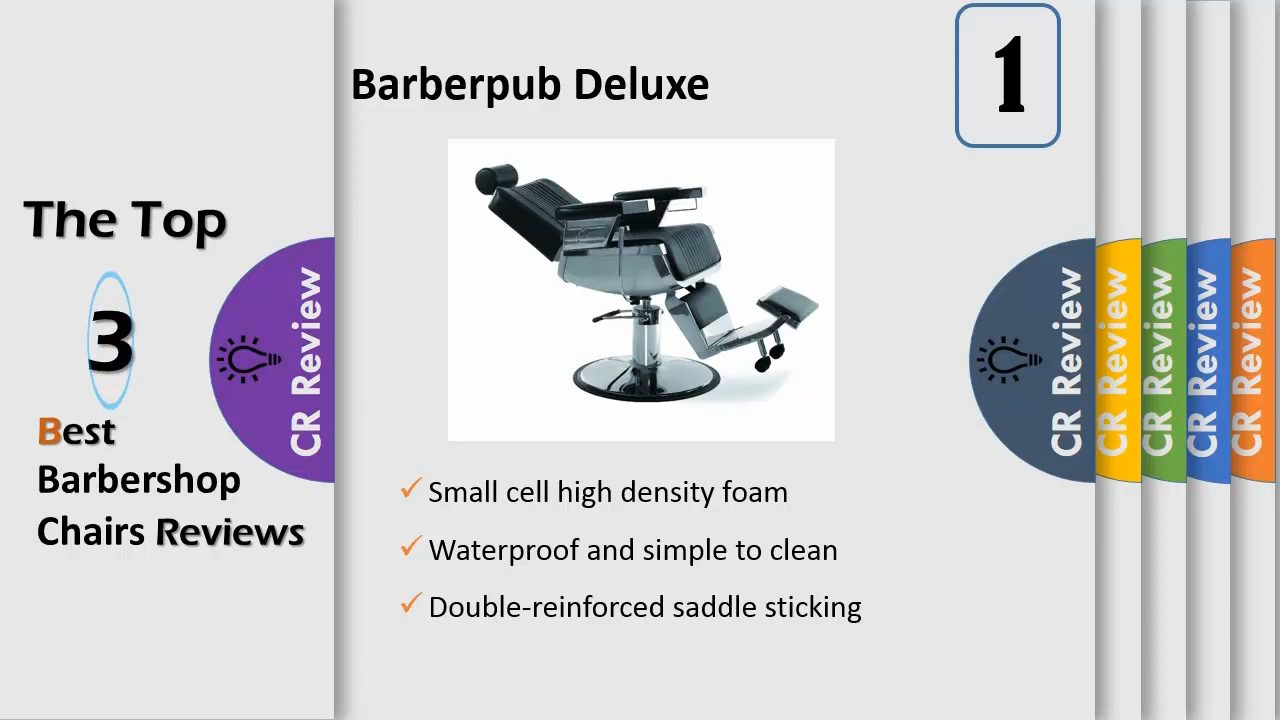 The Top
3
Best
Barbershop
Chairs Reviews
CR Review
Barberpub Deluxe
1
Small cell high density foam
Waterproof and simple to clean
Double-reinforced saddle sticking
CR Review
CR Review
CR Review
CR Review
CR Review